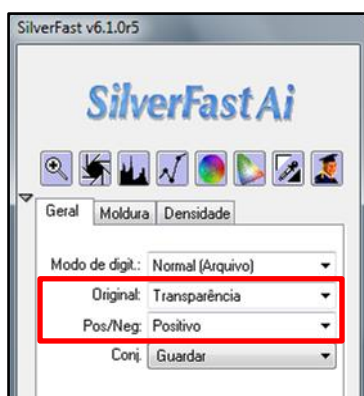 SilverFast v6.1.0r5
SilverFast Ai
Geral Moldura Densidade
Modo de digit.: Normal (Arquivo)
Original: Transparência
Pos/Neg: Positivo
Conj. Guardar